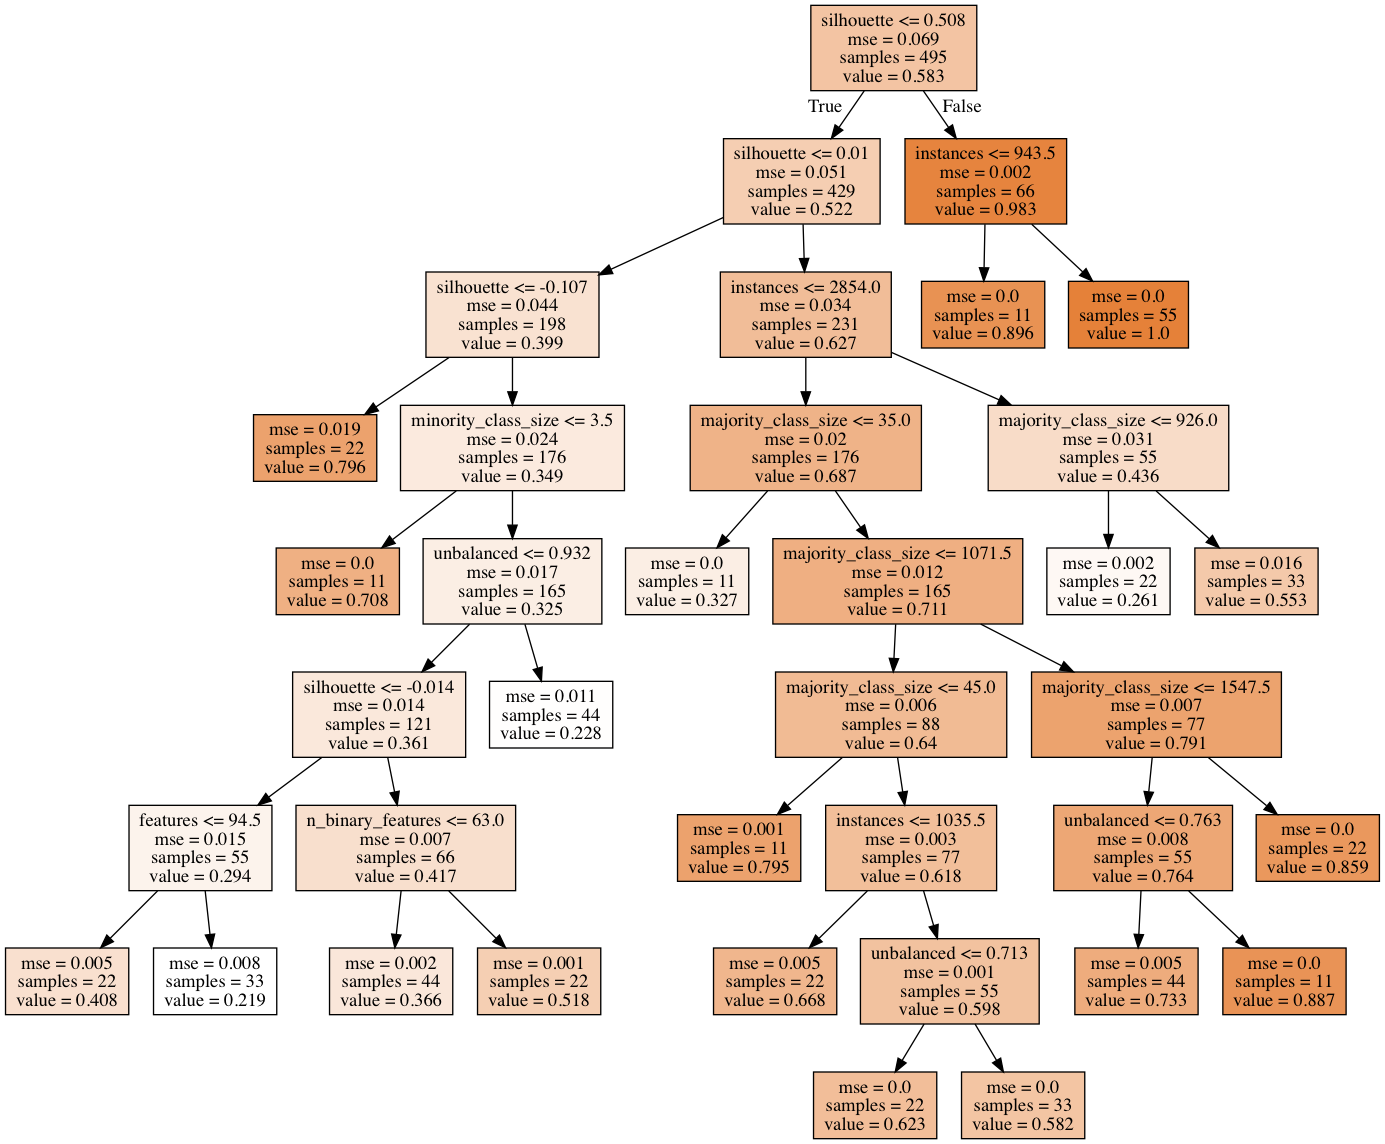 silhouette <= 0.508
mse = 0.069
samples = 495
value = 0.583
True
False
silhouette <= 0.01
mse = 0.051
samples = 429
value = 0.522
instances <= 943.5
mse = 0.002
samples = 66
value = 0.983
silhouette <= -0.107
mse = 0.044
samples = 198
value = 0.399
instances <= 2854.0
mse = 0.034
samples = 231
value = 0.627
mse = 0.0
samples = 11
value = 0.896
mse = 0.0
samples = 55
value = 1.0
mse = 0.019
samples = 22
value = 0.796
minority_class_size <= 3.5
mse = 0.024
samples = 176
value = 0.349
majority_class_size <= 35.0
mse = 0.02
samples = 176
value = 0.687
majority_class_size <= 926.0
mse = 0.031
samples = 55
value = 0.436
mse = 0.0
samples = 11
value = 0.708
unbalanced <= 0.932
mse = 0.017
samples = 165
value = 0.325
mse = 0.0
samples = 11
value = 0.327
majority_class_size <= 1071.5
mse = 0.012
samples = 165
value = 0.711
mse = 0.002
samples = 22
value = 0.261
mse = 0.016
samples = 33
value = 0.553
silhouette <= -0.014
mse = 0.014
samples = 121
value = 0.361
mse = 0.011
samples = 44
value = 0.228
majority_class_size <= 45.0
mse = 0.006
samples = 88
value = 0.64
majority_class_size <= 1547.5
mse = 0.007
samples = 77
value = 0.791
features <= 94.5
mse = 0.015
samples = 55
value = 0.294
n_binary_features <= 63.0
mse = 0.007
samples = 66
value = 0.417
mse = 0.001
samples = 11
value = 0.795
instances <= 1035.5
mse = 0.003
samples = 77
value = 0.618
unbalanced <= 0.763
mse = 0.008
samples = 55
value = 0.764
mse = 0.0
samples = 22
value = 0.859
mse = 0.005
samples = 22
value = 0.408
mse = 0.008
samples = 33
value = 0.219
mse = 0.002
samples = 44
value = 0.366
mse = 0.001
samples = 22
value = 0.518
mse = 0.005
samples = 22
value = 0.668
unbalanced <= 0.713
mse = 0.001
samples = 55
value = 0.598
mse = 0.005
samples = 44
value = 0.733
mse = 0.0
samples = 11
value = 0.887
mse = 0.0
samples = 22
value = 0.623
mse = 0.0
samples = 33
value = 0.582